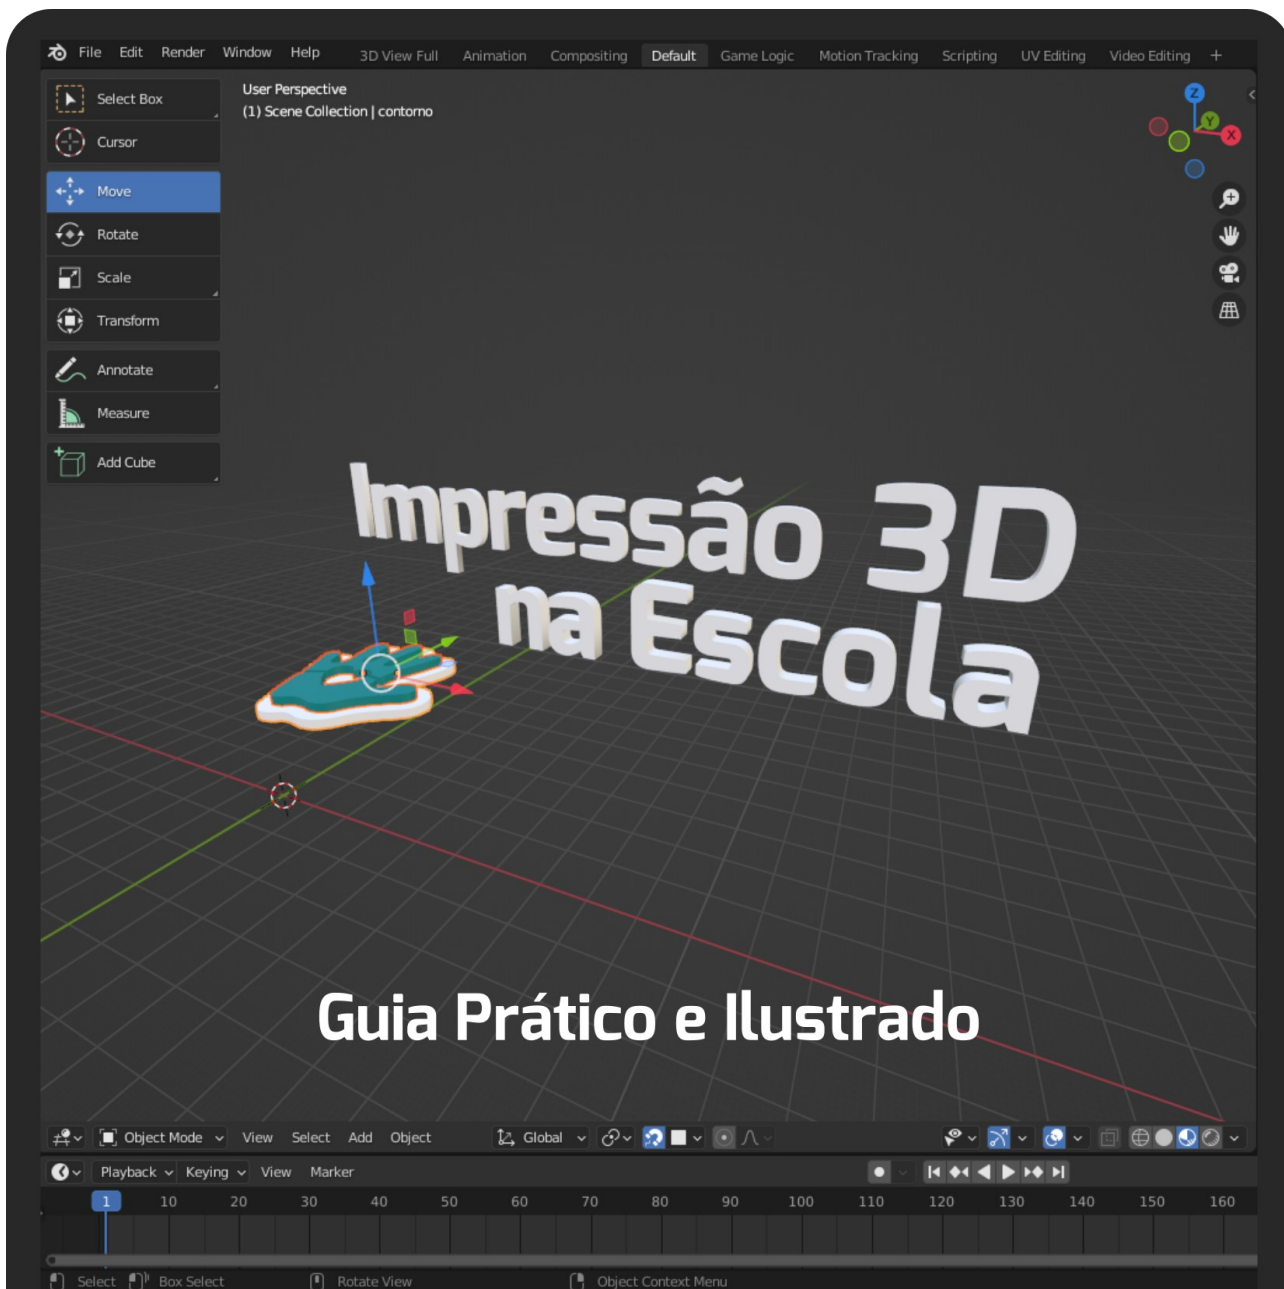 File Edit Render Window Help 3D View Full Animation Compositing Default Game Logic Motion Tracking Scripting UV Editing Video Editing +
User Perspective
(1) Scene Collection | contorno
Select Box
Cursor
Move
Rotate
Scale
Transform
Annotate
Measure
Add Cube
Z
Y
X
Impressão 3D
na Escola
Guia Prático e Ilustrado
Object Mode View Select Add Object Global
Playback Keying View Marker
1 10 20 30 40 50 60 70 80 90 100 110 120 130 140 150 160
Select Box Select Rotate View Object Context Menu